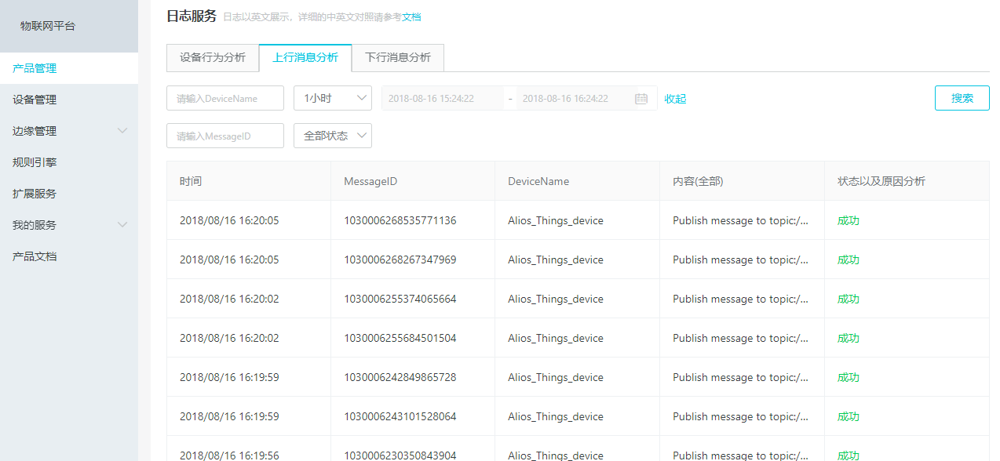 物联网平台
产品管理
设备管理
边缘管理
规则引擎
扩展服务
我的服务
产品文档
日志服务 日志以英文展示，详细的中英文对照请参考文档
设备行为分析 上行消息分析 下行消息分析
请输入DeviceName 1小时 2018-08-16 15:24:22 - 2018-08-16 16:24:22 收起 搜索
请输入MessageID 全部状态
时间 MessageID DeviceName 内容(全部) 状态以及原因分析
2018/08/16 16:20:05 1030006268535771136 Alios_Things_device Publish message to topic:/... 成功
2018/08/16 16:20:05 1030006268267347969 Alios_Things_device Publish message to topic:/... 成功
2018/08/16 16:20:02 1030006255374065664 Alios_Things_device Publish message to topic:/... 成功
2018/08/16 16:20:02 1030006255684501504 Alios_Things_device Publish message to topic:/... 成功
2018/08/16 16:19:59 1030006242849865728 Alios_Things_device Publish message to topic:/... 成功
2018/08/16 16:19:59 1030006243101528064 Alios_Things_device Publish message to topic:/... 成功
2018/08/16 16:19:56 1030006230350843904 Alios_Things_device Publish message to topic:/... 成功